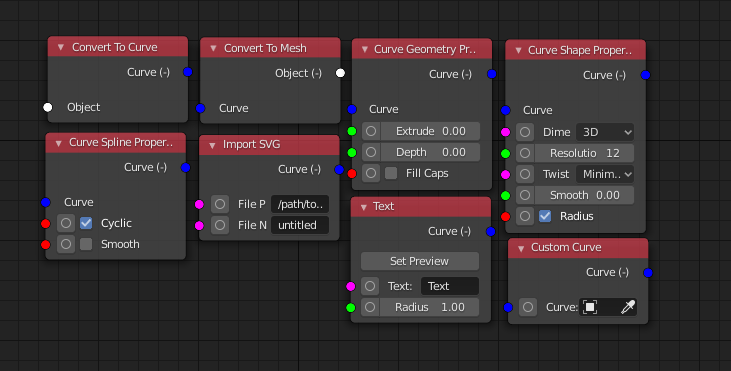 Convert To Curve
Curve (-)
Object
Convert To Mesh
Object (-)
Curve
Curve Geometry Pr..
Curve (-)
Curve
Extrude 0.00
Depth 0.00
Fill Caps
Curve Shape Proper..
Curve (-)
Curve
Dime 3D
Resolutio 12
Twist Minim..
Smooth 0.00
Radius
Curve Spline Proper..
Curve (-)
Curve
Cyclic
Smooth
Import SVG
Curve (-)
File P /path/to..
File N untitled
Text
Curve (-)
Set Preview
Text: Text
Radius 1.00
Custom Curve
Curve (-)
Curve: